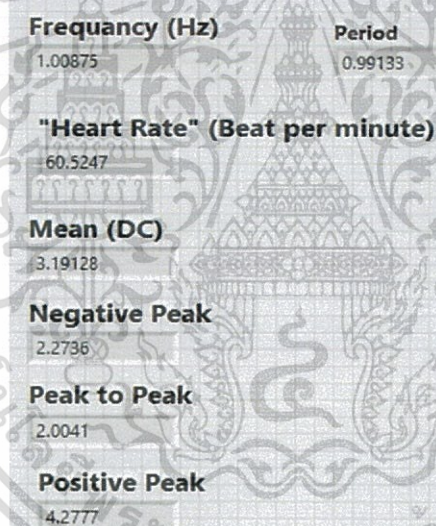 Frequancy (Hz) Period
1.00875 0.99133
"Heart Rate" (Beat per minute)
60.5247
Mean (DC)
3.19128
Negative Peak
2.2736
Peak to Peak
2.0041
Positive Peak
4.2777